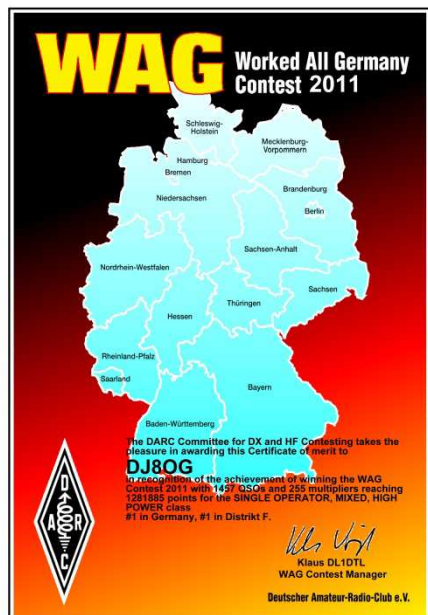 WAG
Worked All Germany
Contest 2011
Schleswig-
Holstein
Mecklenburg-
Vorpommern
Hamburg
Bremen
Brandenburg
Niedersachsen
Berlin
Sachsen-Anhalt
Nordrhein-Westfalen
Sachsen
Thüringen
Hessen
Rheinland-Pfalz
Saarland
Bayern
Baden-Württemberg
The DARC Committee for DX and HF Contesting takes the
pleasure in awarding this Certificate of merit to
DJ8OG
in recognition of the achievement of winning the WAG
Contest 2011 with 1457 QSOs and 255 multipliers reaching
1281885 points for the SINGLE OPERATOR, MIXED, HIGH
POWER class
#1 in Germany, #1 in Distrikt F.
D
A R
C
Klaus DL1DTL
WAG Contest Manager
Deutscher Amateur-Radio-Club e.V.